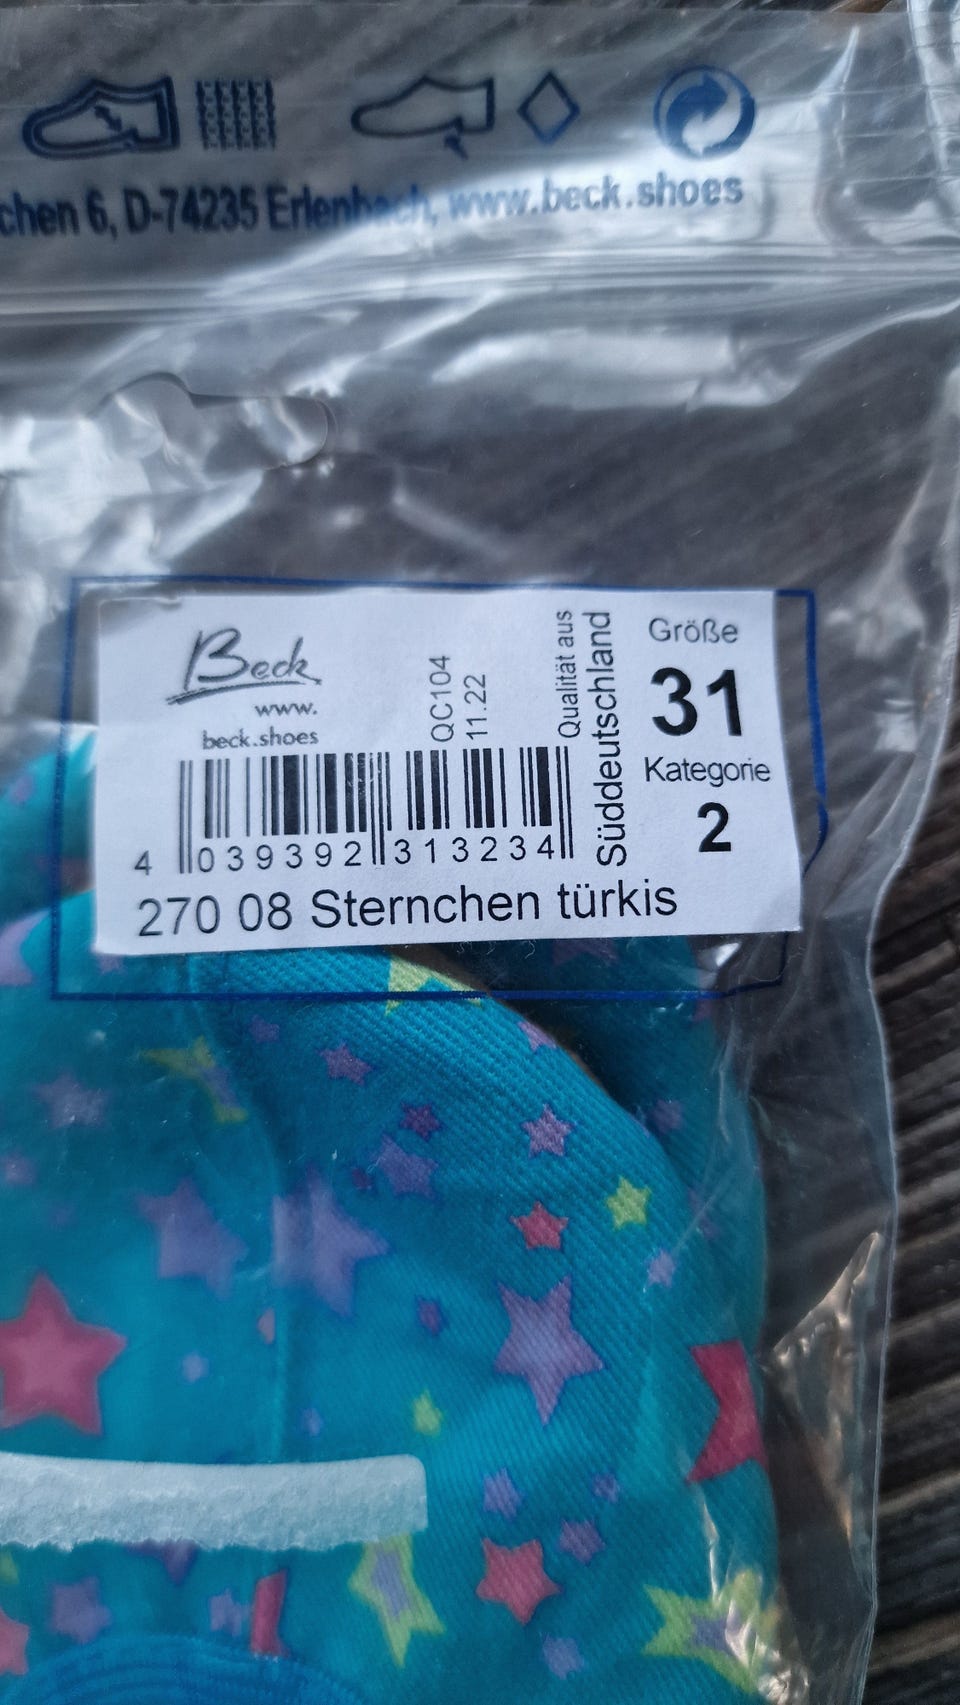 chen 6, D-74235 Erlenbach, www.beck.shoes
Beck
www.
beck.shoes
QC104
11.22
Qualität aus
Süddeutschland
Größe
31
Kategorie
2
4 039392 313234
270 08 Sternchen türkis